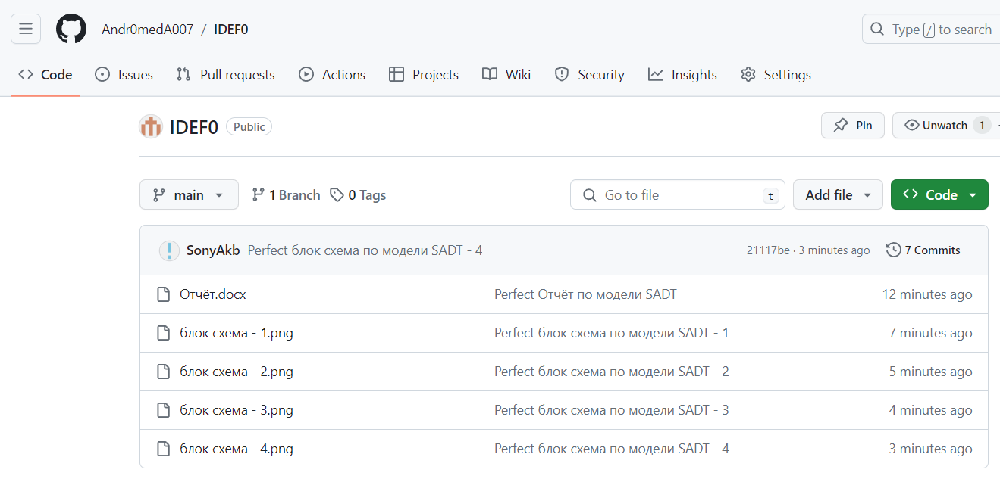 Andr0medA007 / IDEF0
Type / to search
Code Issues Pull requests Actions Projects Wiki Security Insights Settings
IDEF0 Public Pin Unwatch 1
main 1 Branch 0 Tags Go to file t Add file Code
SonyAkb Perfect блок схема по модели SADT - 4 21117be · 3 minutes ago 7 Commits
Отчёт.docx Perfect Отчёт по модели SADT 12 minutes ago
блок схема - 1.png Perfect блок схема по модели SADT - 1 7 minutes ago
блок схема - 2.png Perfect блок схема по модели SADT - 2 5 minutes ago
блок схема - 3.png Perfect блок схема по модели SADT - 3 4 minutes ago
блок схема - 4.png Perfect блок схема по модели SADT - 4 3 minutes ago